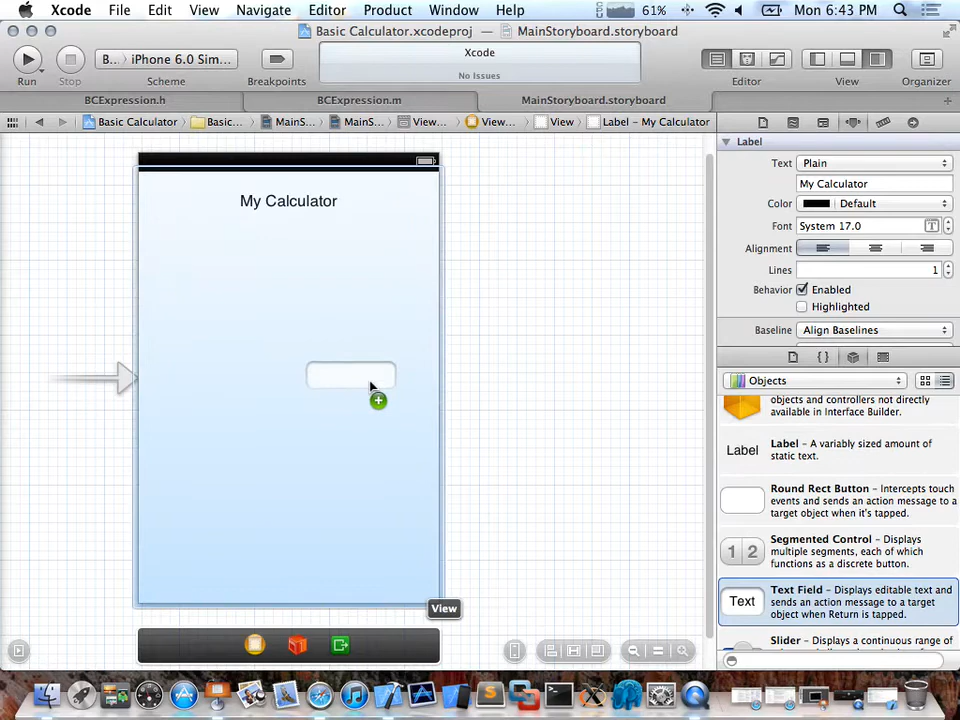 Xcode File Edit View Navigate Editor Product Window Help 61% Mon 6:43 PM
Basic Calculator.xcodeproj — MainStoryboard.storyboard
B... iPhone 6.0 Sim...
Xcode
No Issues
Run Stop Scheme Breakpoints Editor View Organizer
BCExpression.h BCExpression.m MainStoryboard.storyboard
Basic Calculator Basic... MainS... MainS... View... View... View Label – My Calculator
Label
Text Plain
My Calculator
Color Default
Font System 17.0 T
Alignment
Lines 1
Behavior Enabled
Highlighted
Baseline Align Baselines
My Calculator
View
Objects
objects and controllers not directly
available in Interface Builder.
Label
Label – A variably sized amount of
static text.
Round Rect Button – Intercepts touch
events and sends an action message to a
target object when it's tapped.
1 2
Segmented Control – Displays
multiple segments, each of which
functions as a discrete button.
Text
Text Field – Displays editable text and
sends an action message to a target
object when Return is tapped.
Slider – Displays a continuous range of